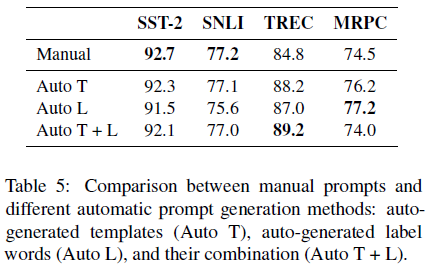 SST-2 SNLI TREC MRPC
Manual 92.7 77.2 84.8 74.5
Auto T 92.3 77.1 88.2 76.2
Auto L 91.5 75.6 87.0 77.2
Auto T + L 92.1 77.0 89.2 74.0
Table 5: Comparison between manual prompts and
different automatic prompt generation methods: auto-
generated templates (Auto T), auto-generated label
words (Auto L), and their combination (Auto T + L).